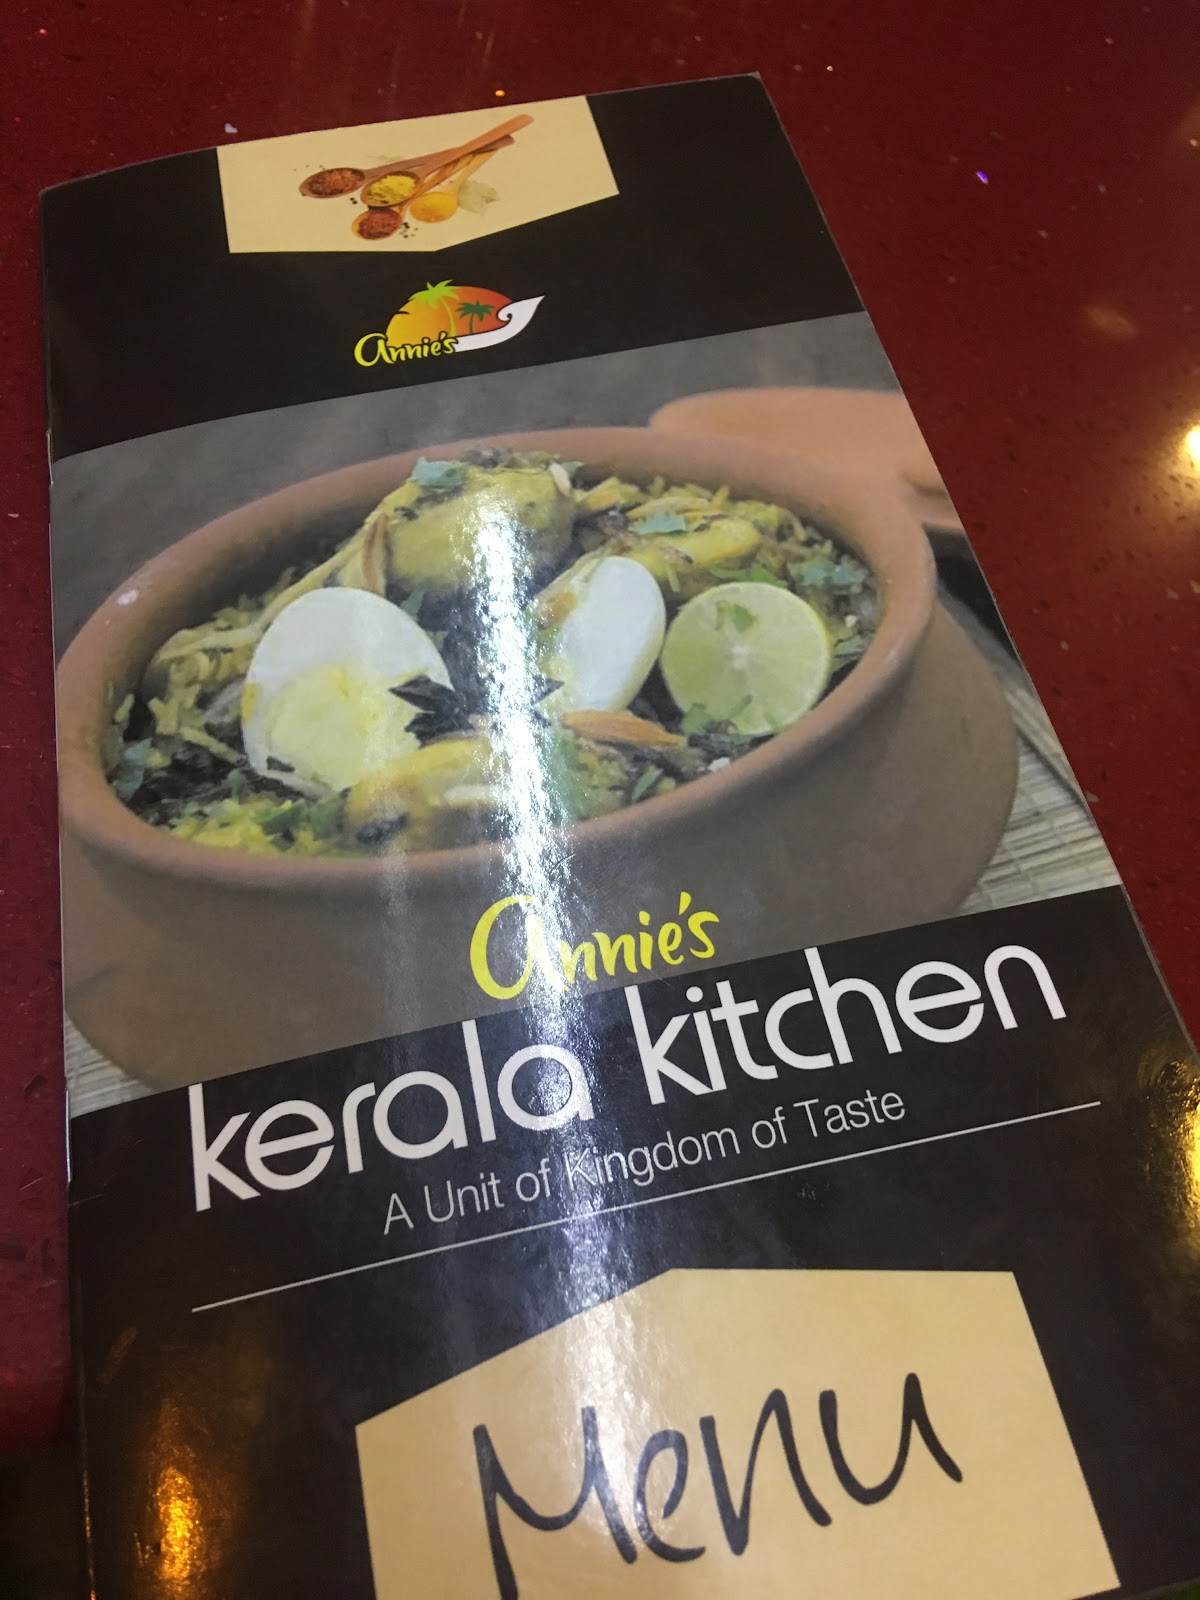 annie's
annie's
kerala kitchen
A Unit of Kingdom of Taste
Menu